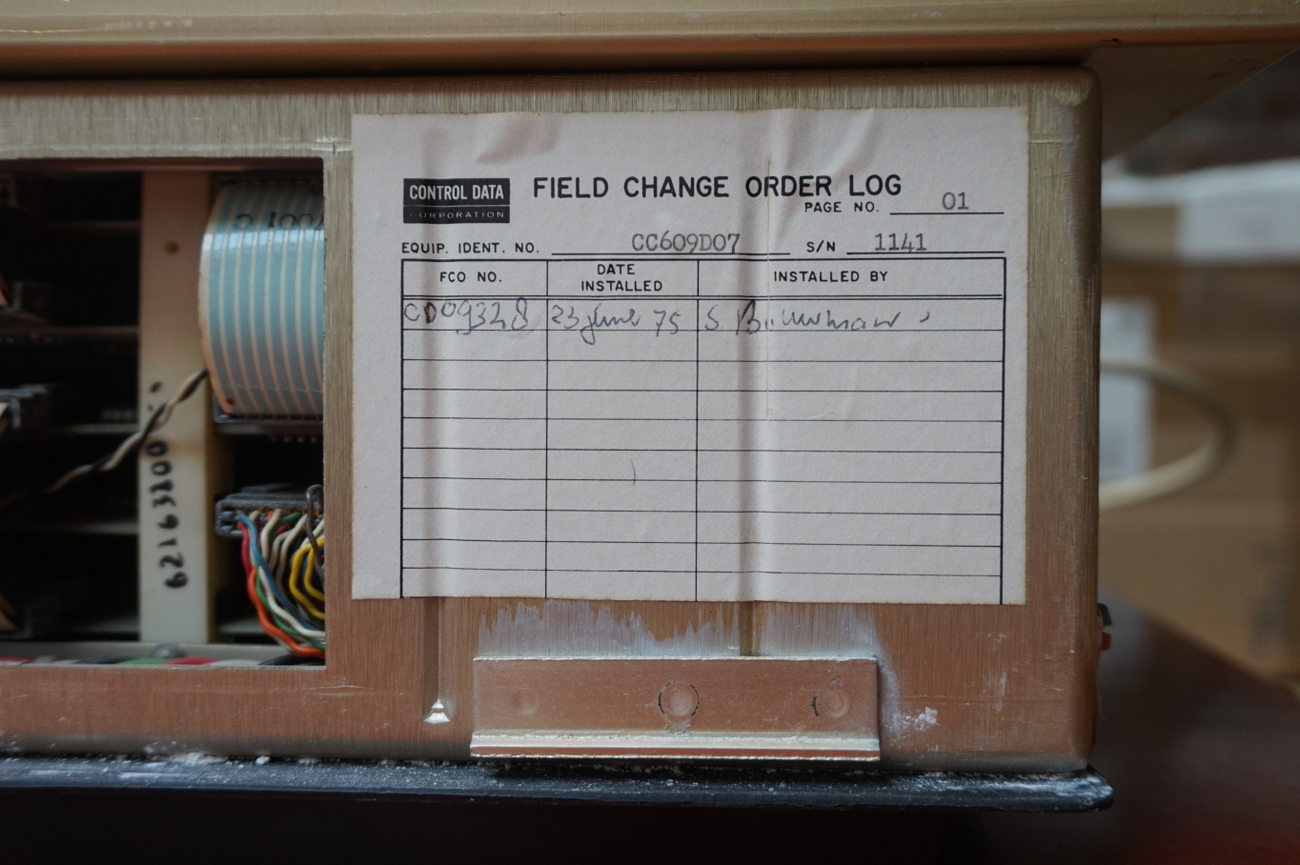 CONTROL DATA
CORPORATION
FIELD CHANGE ORDER LOG
PAGE NO. 01
EQUIP. IDENT. NO. CC609D07 S/N 1141
FCO NO. DATE INSTALLED INSTALLED BY
CD09328 23 June 75 S
62163200